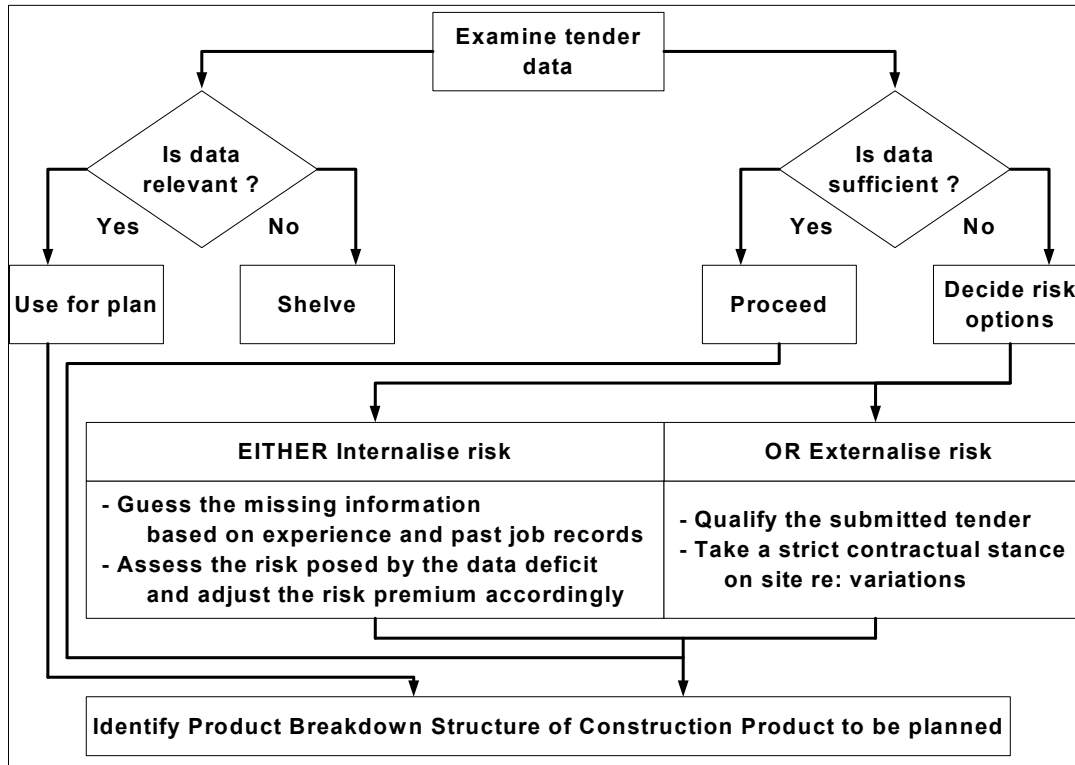 Examine tender
data
Is data
relevant ?
Is data
sufficient ?
Yes
No
Yes
No
Use for plan
Shelve
Proceed
Decide risk
options
EITHER Internalise risk
OR Externalise risk
- Guess the missing information
based on experience and past job records
- Assess the risk posed by the data deficit
and adjust the risk premium accordingly
- Qualify the submitted tender
- Take a strict contractual stance
on site re: variations
Identify Product Breakdown Structure of Construction Product to be planned